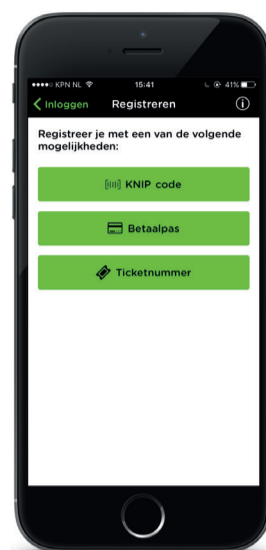 KPN NL 15:41 41%
Inloggen Registreren
Registreer je met een van de volgende
mogelijkheden:
KNIP code
Betaalpas
Ticketnummer